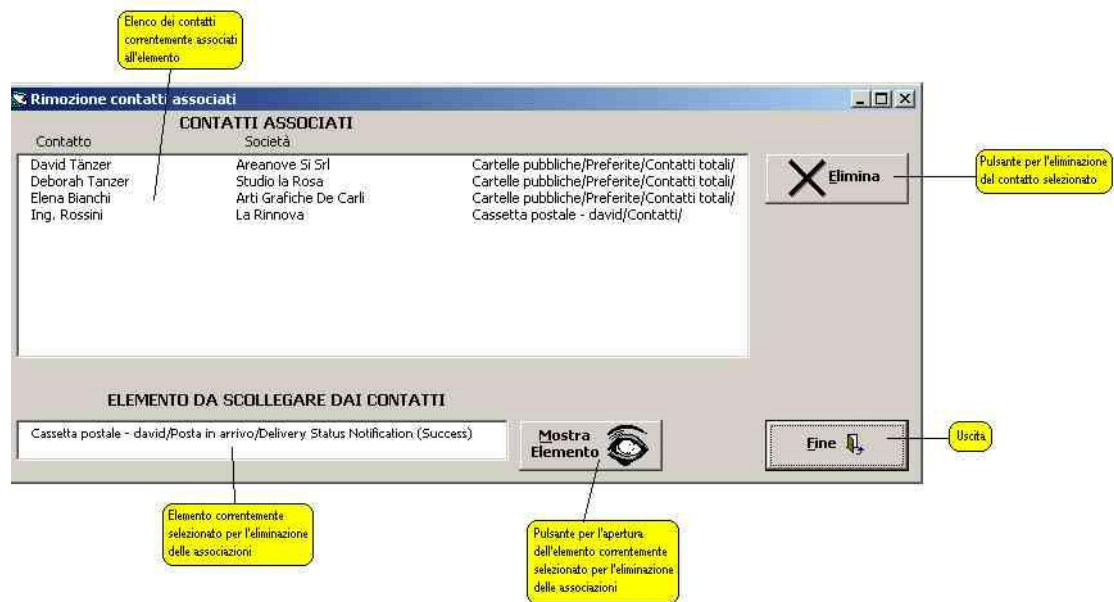 Elenco dei contatti
correntemente associati
all'elemento
Rimozione contatti associati
CONTATTI ASSOCIATI
Contatto Società
David Tänzer Areanove Si Srl Cartelle pubbliche/Preferite/Contatti totali/
Deborah Tanzer Studio la Rosa Cartelle pubbliche/Preferite/Contatti totali/
Elena Bianchi Arti Grafiche De Carli Cartelle pubbliche/Preferite/Contatti totali/
Ing. Rossini La Rinnova Cassetta postale - david/Contatti/
Elimina
Pulsante per l'eliminazione
del contatto selezionato
ELEMENTO DA SCOLLEGARE DAI CONTATTI
Cassetta postale - david/Posta in arrivo/Delivery Status Notification (Success)
Mostra
Elemento
Fine
Uscita
Elemento correntemente
selezionato per l'eliminazione
delle associazioni
Pulsante per l'apertura
dell'elemento correntemente
selezionato per l'eliminazione
delle associazioni